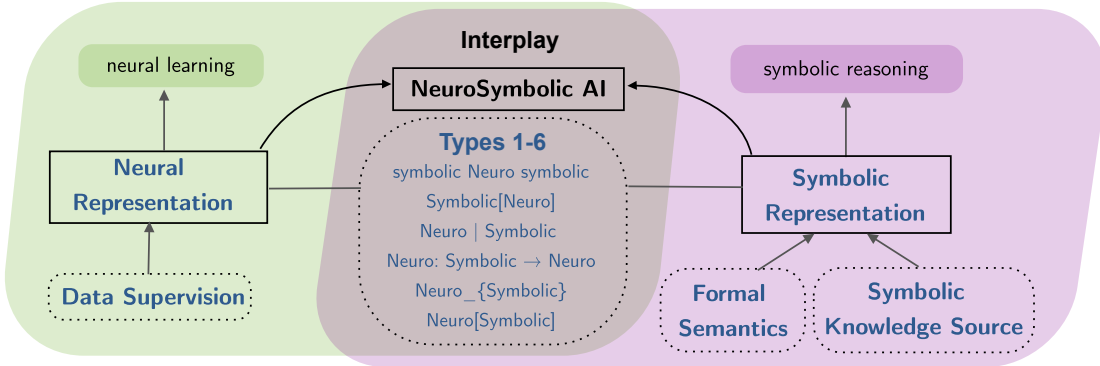 Interplay
neural learning
NeuroSymbolic AI
symbolic reasoning
Neural
Representation
Types 1-6
symbolic Neuro symbolic
Symbolic[Neuro]
Neuro | Symbolic
Neuro: Symbolic → Neuro
Neuro_{Symbolic}
Neuro[Symbolic]
Symbolic
Representation
Data Supervision
Formal
Semantics
Symbolic
Knowledge Source